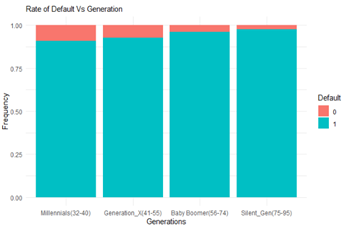 Rate of Default Vs Generation
1.00
0.75
0.50
0.25
0.00
Frequency
Millennials(32-40) Generation_X(41-55) Baby Boomer(56-74) Silent_Gen(75-95)
Generations
Default
0
1